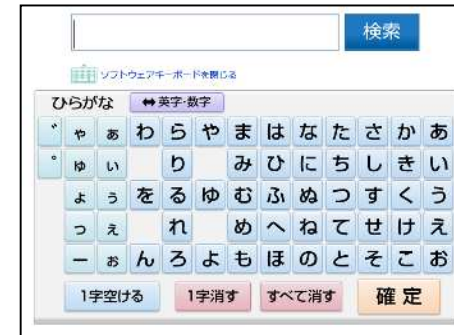 検索
ソフトウェアキーボードを閉じる
ひらがな ⬌英字・数字
゛ ゃ ぁ わ ら や ま は な た さ か あ
゜ ゅ ぃ り み ひ に ち し き い
ょ ぅ を る ゆ む ふ ぬ つ す く う
っ ぇ れ め へ ね て せ け え
ー ぉ ん ろ よ も ほ の と そ こ お
1字空ける 1字消す すべて消す 確定